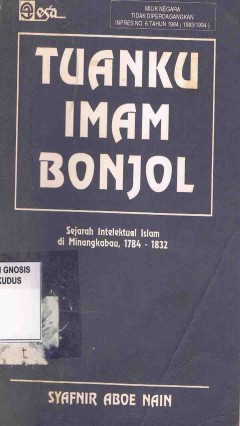 esa
MILIK NEGARA
TIDAK DIPERDAGANGKAN
INPRES NO. 6 TAHUN 1984 ( 1993/1994 )
TUANKU
IMAM
BONJOL
Sejarah Intelektual Islam
di Minangkabau, 1784 - 1832
GNOSIS
KUDUS
SYAFNIR ABOE NAIN